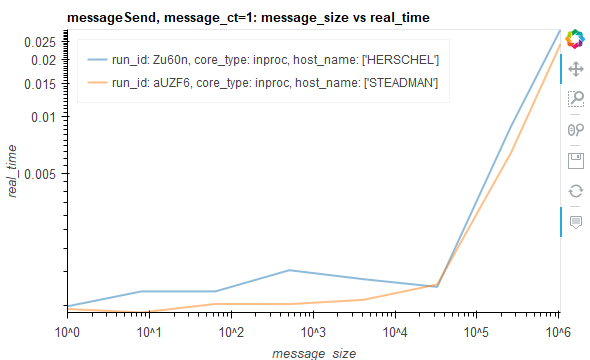 messageSend, message_ct=1: message_size vs real_time
run_id: Zu60n, core_type: inproc, host_name: ['HERSCHEL']
run_id: aUZF6, core_type: inproc, host_name: ['STEADMAN']
0.025
0.02
0.015
0.01
0.005
real_time
10^0 10^1 10^2 10^3 10^4 10^5 10^6
message_size